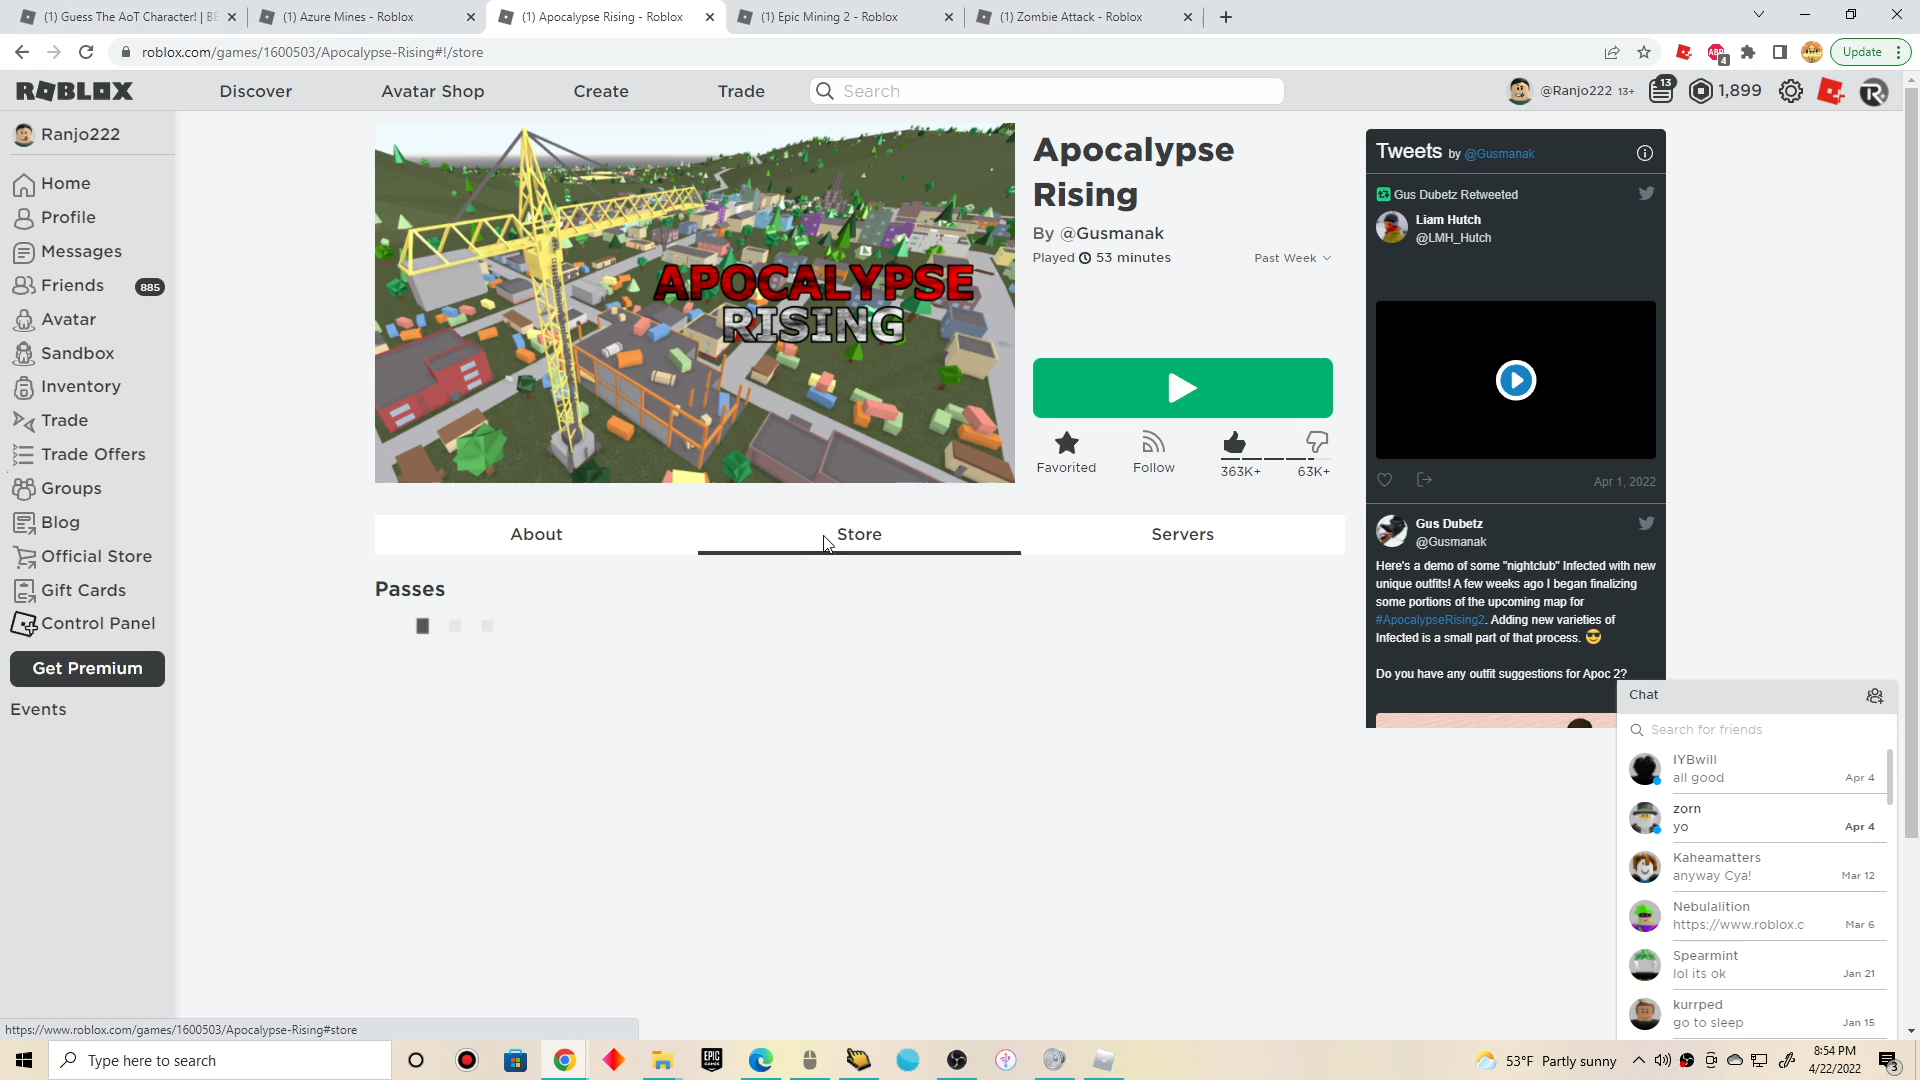 (1) Guess The AoT Character! | BE
(1) Azure Mines - Roblox
(1) Apocalypse Rising - Roblox
(1) Epic Mining 2 - Roblox
(1) Zombie Attack - Roblox
roblox.com/games/1600503/Apocalypse-Rising#!/store
ABP
4
Update
ROBLOX
Discover
Avatar Shop
Create
Trade
Search
@Ranjo222 13+
13
1,899
Ranjo222
Home
Profile
Messages
Friends
885
Avatar
Sandbox
Inventory
Trade
Trade Offers
Groups
Blog
Official Store
Gift Cards
Control Panel
Get Premium
Events
APOCALYPSE
RISING
Apocalypse
Rising
By @Gusmanak
Played 53 minutes
Past Week
Favorited
Follow
363K+
63K+
About
Store
Servers
Passes
Tweets by @Gusmanak
Gus Dubetz Retweeted
Liam Hutch
@LMH_Hutch
Apr 1, 2022
Gus Dubetz
@Gusmanak
Here's a demo of some "nightclub" Infected with new
unique outfits! A few weeks ago I began finalizing
some portions of the upcoming map for
#ApocalypseRising2. Adding new varieties of
Infected is a small part of that process. 😎
Do you have any outfit suggestions for Apoc 2?
Chat
Search for friends
IYBwill
all good
Apr 4
zorn
yo
Apr 4
Kaheamatters
anyway Cya!
Mar 12
Nebulalition
https://www.roblox.c
Mar 6
Spearmint
lol its ok
Jan 21
kurrped
go to sleep
Jan 15
https://www.roblox.com/games/1600503/Apocalypse-Rising#store
Type here to search
EPIC
GAMES
53°F Partly sunny
8:54 PM
4/22/2022
3